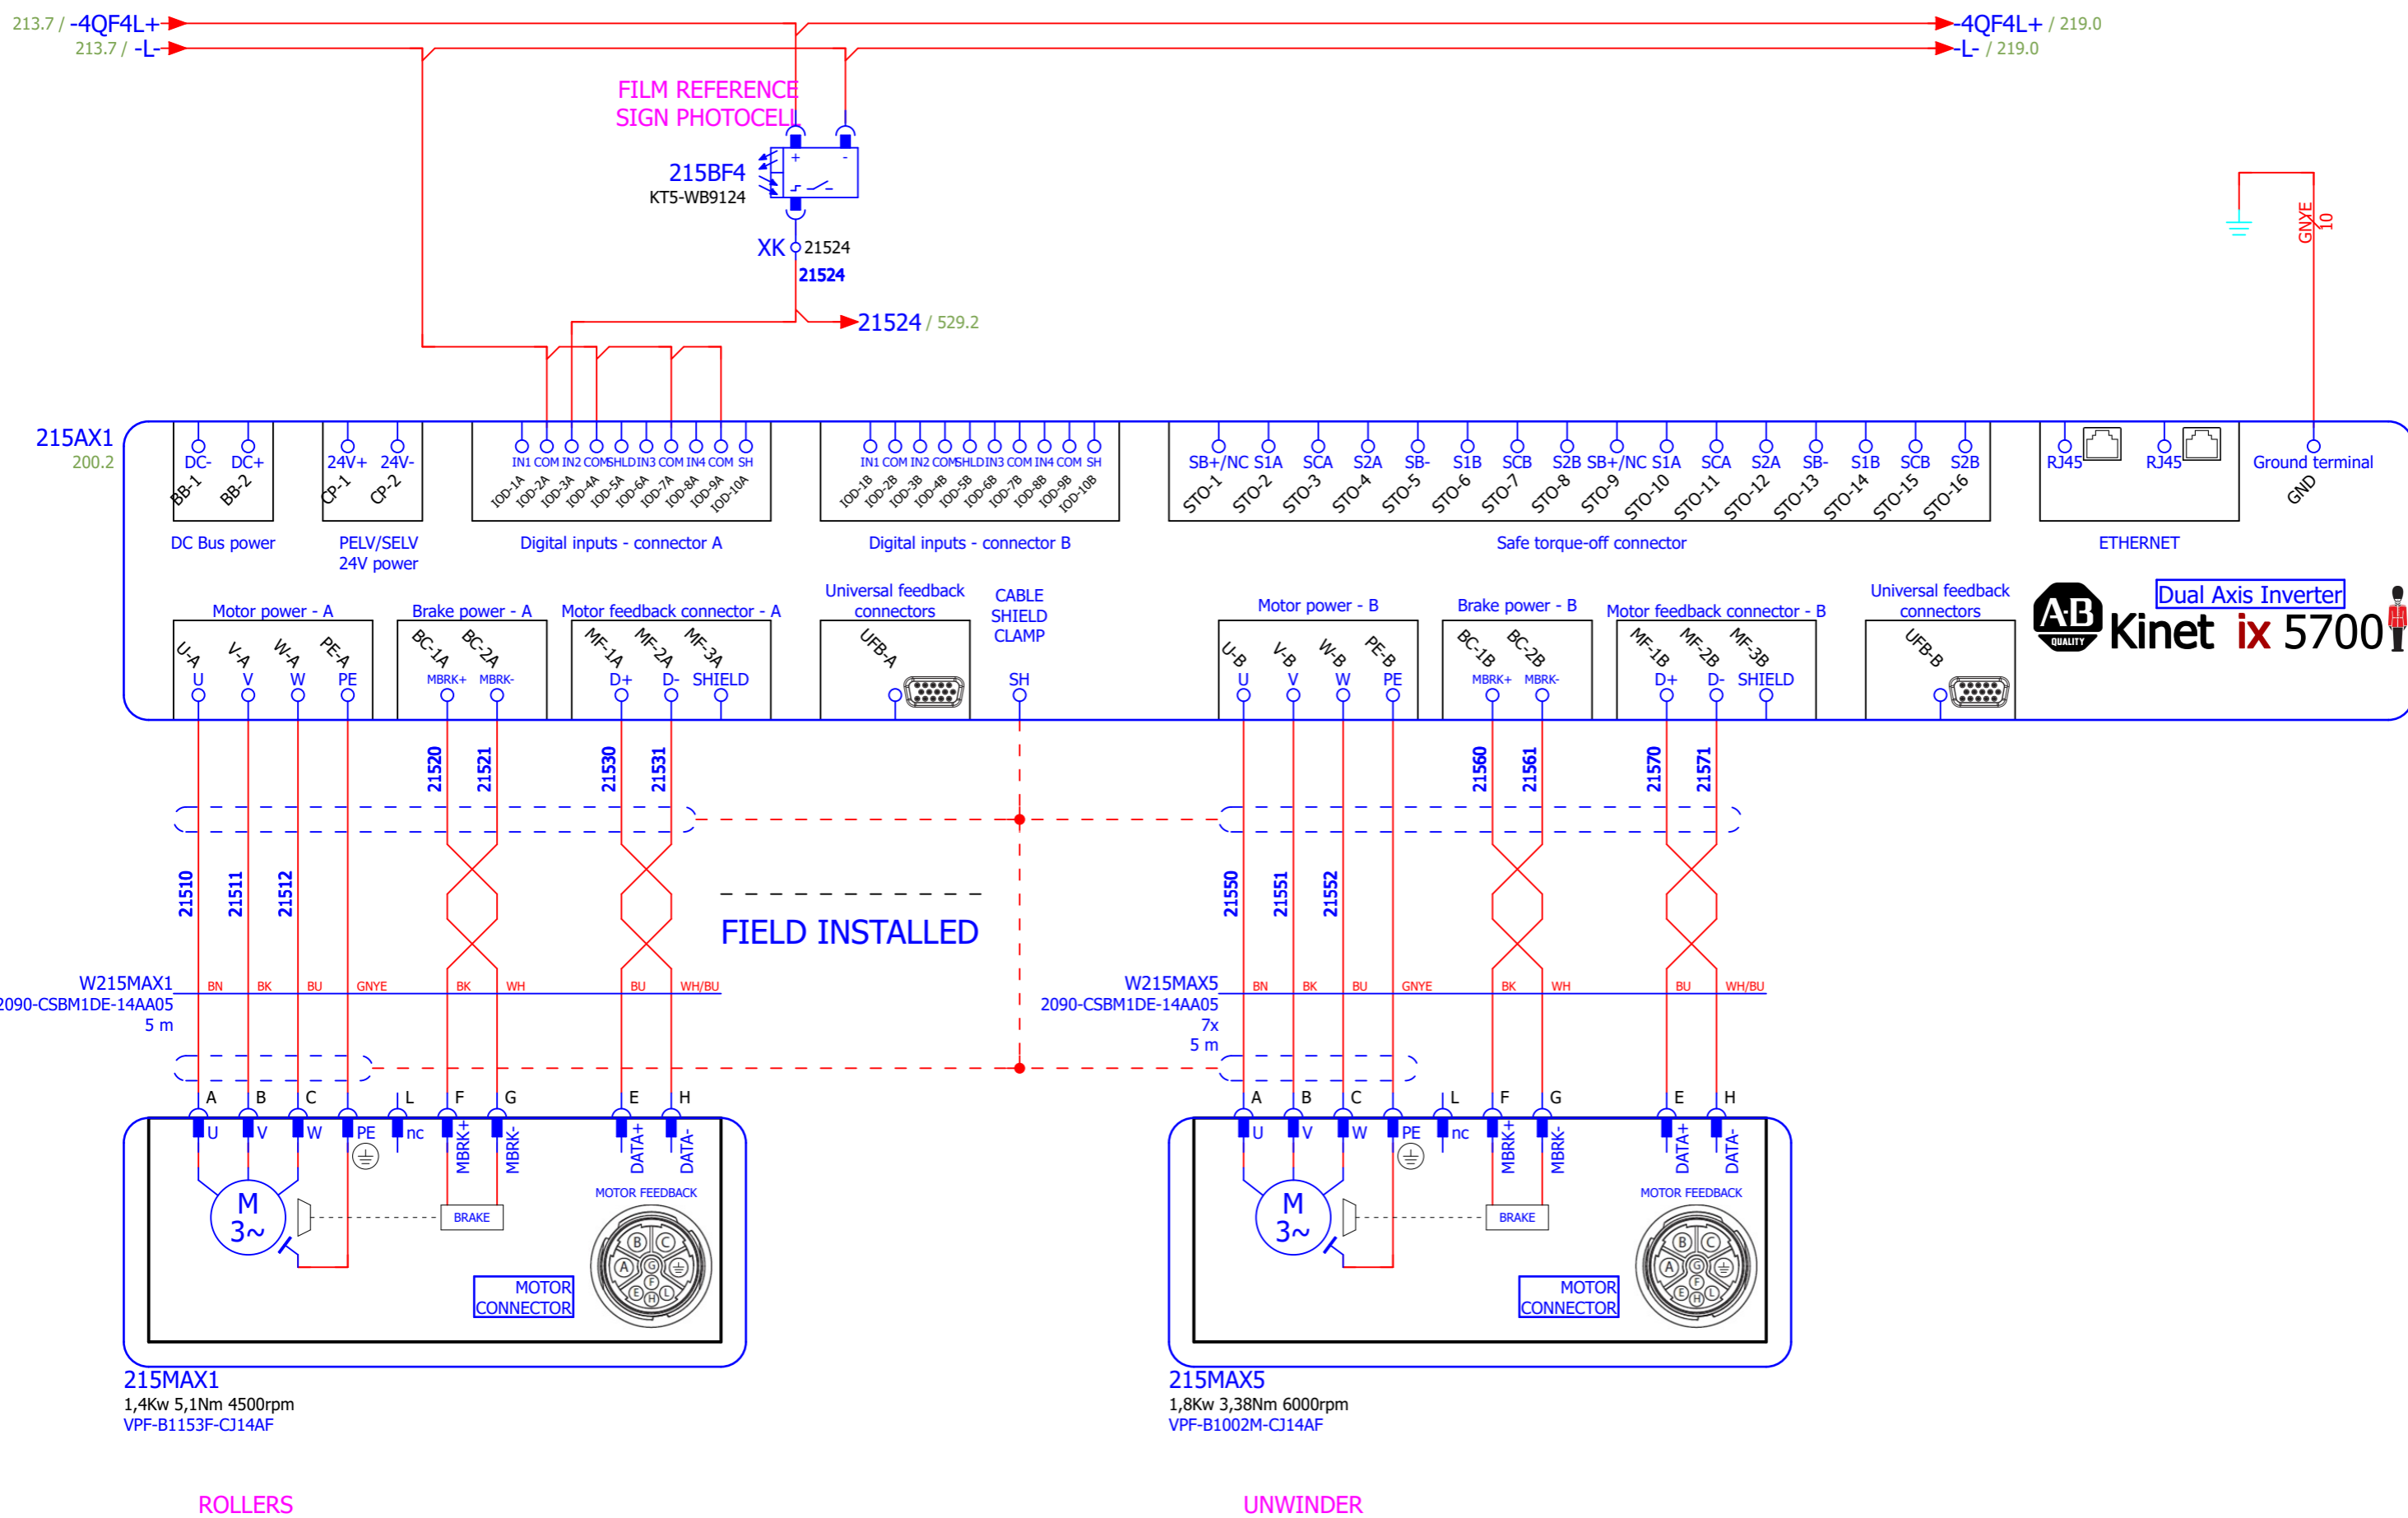 213.7 / -4QF4L+
-4QF4L+ / 219.0
213.7 / -L-
-L- / 219.0
FILM REFERENCE
SIGN PHOTOCELL
+ -
215BF4
KT5-WB9124
XK 21524
21524
21524 / 529.2
GNYE
10
215AX1
200.2
DC- DC+
BB-1 BB-2
DC Bus power
24V+ 24V-
CP-1 CP-2
PELV/SELV
24V power
IN1 COM IN2 COM SHLD IN3 COM IN4 COM SH
IOD-1A IOD-2A IOD-3A IOD-4A IOD-5A IOD-6A IOD-7A IOD-8A IOD-9A IOD-10A
Digital inputs - connector A
IN1 COM IN2 COM SHLD IN3 COM IN4 COM SH
IOD-1B IOD-2B IOD-3B IOD-4B IOD-5B IOD-6B IOD-7B IOD-8B IOD-9B IOD-10B
Digital inputs - connector B
SB+/NC S1A SCA S2A SB- S1B SCB S2B SB+/NC S1A SCA S2A SB- S1B SCB S2B
STO-1 STO-2 STO-3 STO-4 STO-5 STO-6 STO-7 STO-8 STO-9 STO-10 STO-11 STO-12 STO-13 STO-14 STO-15 STO-16
Safe torque-off connector
RJ45 RJ45
ETHERNET
Ground terminal
GND
Motor power - A
U-A V-A W-A PE-A
U V W PE
Brake power - A
BC-1A BC-2A
MBRK+ MBRK-
Motor feedback connector - A
MF-1A MF-2A MF-3A
D+ D- SHIELD
Universal feedback
connectors
UFB-A
CABLE
SHIELD
CLAMP
SH
Motor power - B
U-B V-B W-B PE-B
U V W PE
Brake power - B
BC-1B BC-2B
MBRK+ MBRK-
Motor feedback connector - B
MF-1B MF-2B MF-3B
D+ D- SHIELD
Universal feedback
connectors
UFB-B
A·B
QUALITY
Dual Axis Inverter
Kinetix 5700
21520 21521 21530 21531
21560 21561 21570 21571
21510 21511 21512
21550 21551 21552
FIELD INSTALLED
W215MAX1
2090-CSBM1DE-14AA05
5 m
BN BK BU GNYE BK WH BU WH/BU
W215MAX5
2090-CSBM1DE-14AA05
7x
5 m
BN BK BU GNYE BK WH BU WH/BU
A B C L F G E H
U V W PE nc MBRK+ MBRK- DATA+ DATA-
M
3~
BRAKE
MOTOR FEEDBACK
B C
A G
F
E H L
MOTOR
CONNECTOR
215MAX1
1,4Kw 5,1Nm 4500rpm
VPF-B1153F-CJ14AF
ROLLERS
A B C L F G E H
U V W PE nc MBRK+ MBRK- DATA+ DATA-
M
3~
BRAKE
MOTOR FEEDBACK
B C
A G
F
E H L
MOTOR
CONNECTOR
215MAX5
1,8Kw 3,38Nm 6000rpm
VPF-B1002M-CJ14AF
UNWINDER